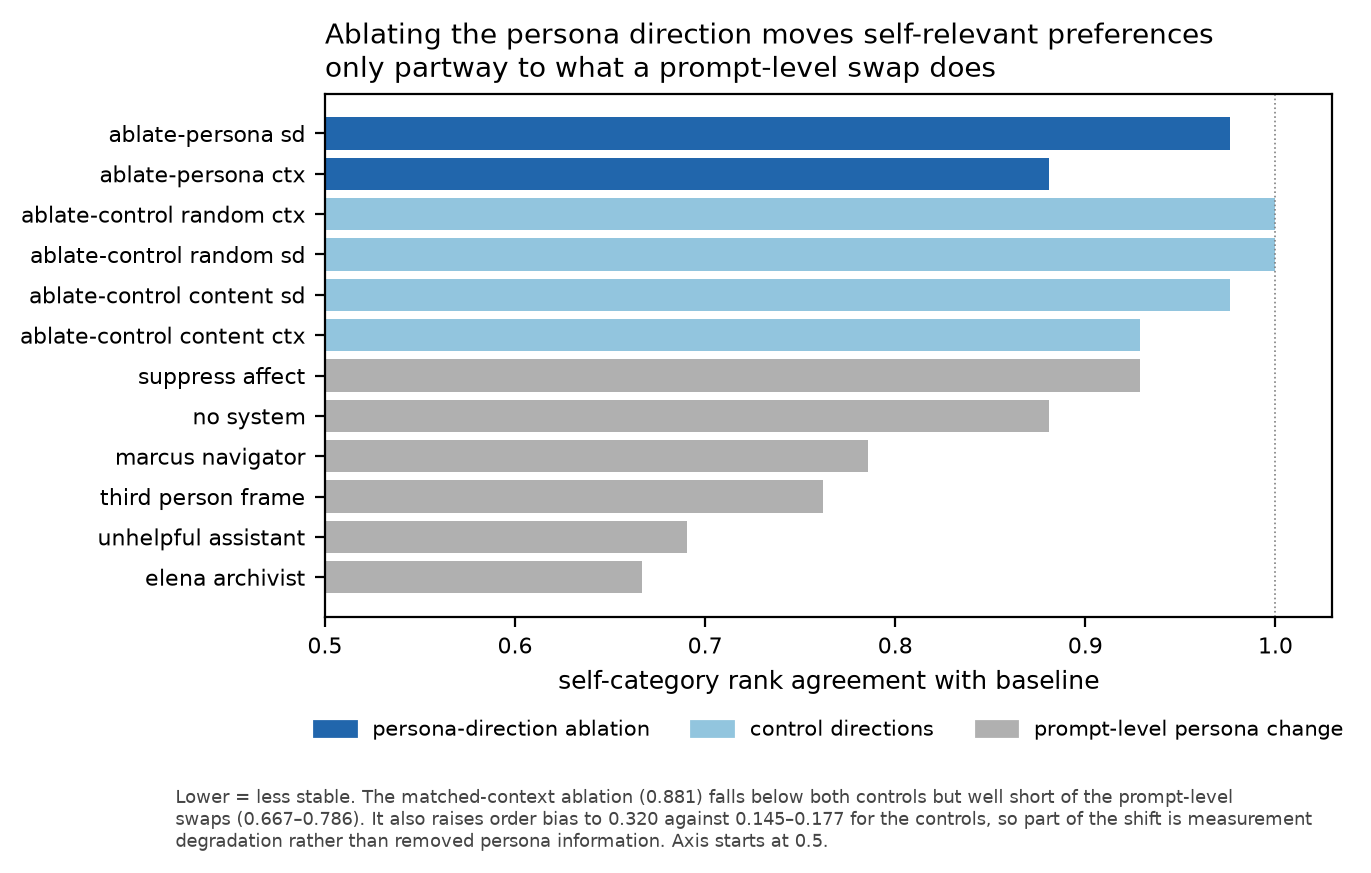 Ablating the persona direction moves self-relevant preferences
only partway to what a prompt-level swap does
ablate-persona sd
ablate-persona ctx
ablate-control random ctx
ablate-control random sd
ablate-control content sd
ablate-control content ctx
suppress affect
no system
marcus navigator
third person frame
unhelpful assistant
elena archivist
0.5 0.6 0.7 0.8 0.9 1.0
self-category rank agreement with baseline
persona-direction ablation control directions prompt-level persona change
Lower = less stable. The matched-context ablation (0.881) falls below both controls but well short of the prompt-level
swaps (0.667–0.786). It also raises order bias to 0.320 against 0.145–0.177 for the controls, so part of the shift is measurement
degradation rather than removed persona information. Axis starts at 0.5.